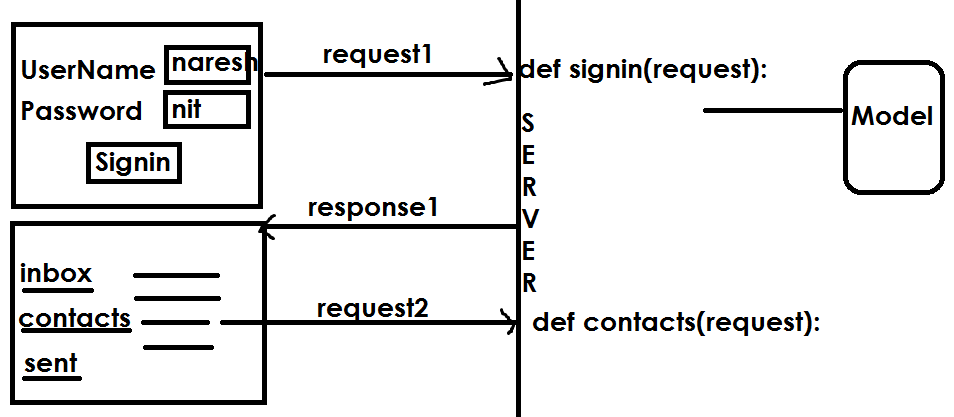 UserName naresh
Password nit
Signin
request1
def signin(request):
Model
S
E
R
V
E
R
response1
inbox
contacts
sent
request2
def contacts(request):